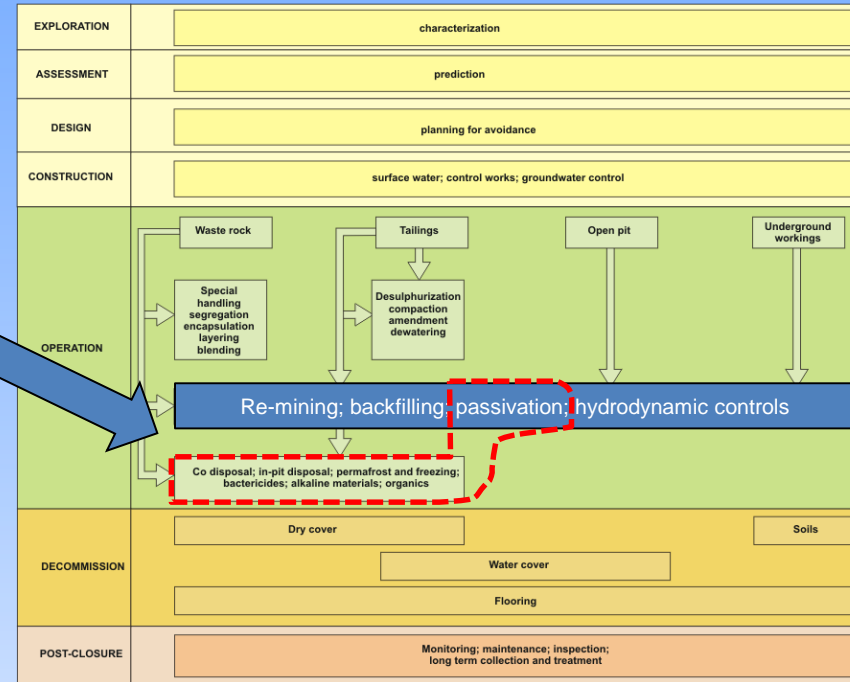 EXPLORATION
characterization
ASSESSMENT
prediction
DESIGN
planning for avoidance
CONSTRUCTION
surface water; control works; groundwater control
OPERATION
Waste rock
Tailings
Open pit
Underground
workings
Special
handling
segregation
encapsulation
layering
blending
Desulphurization
compaction
amendment
dewatering
Re-mining; backfilling; passivation; hydrodynamic controls
Co disposal; in-pit disposal; permafrost and freezing;
bactericides; alkaline materials; organics
DECOMMISSION
Dry cover
Soils
Water cover
Flooring
POST-CLOSURE
Monitoring; maintenance; inspection;
long term collection and treatment